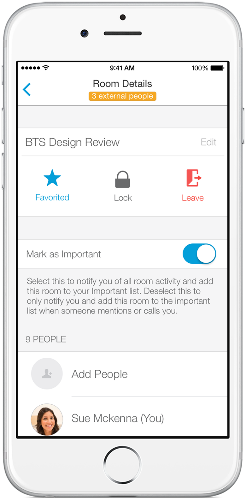 9:41 AM
100%
Room Details
3 external people
BTS Design Review
Edit
Favorited
Lock
Leave
Mark as Important
Select this to notify you of all room activity and add
this room to your Important list. Deselect this to
only notify you and add this room to the important
list when someone mentions or calls you.
9 PEOPLE
Add People
Sue Mckenna (You)